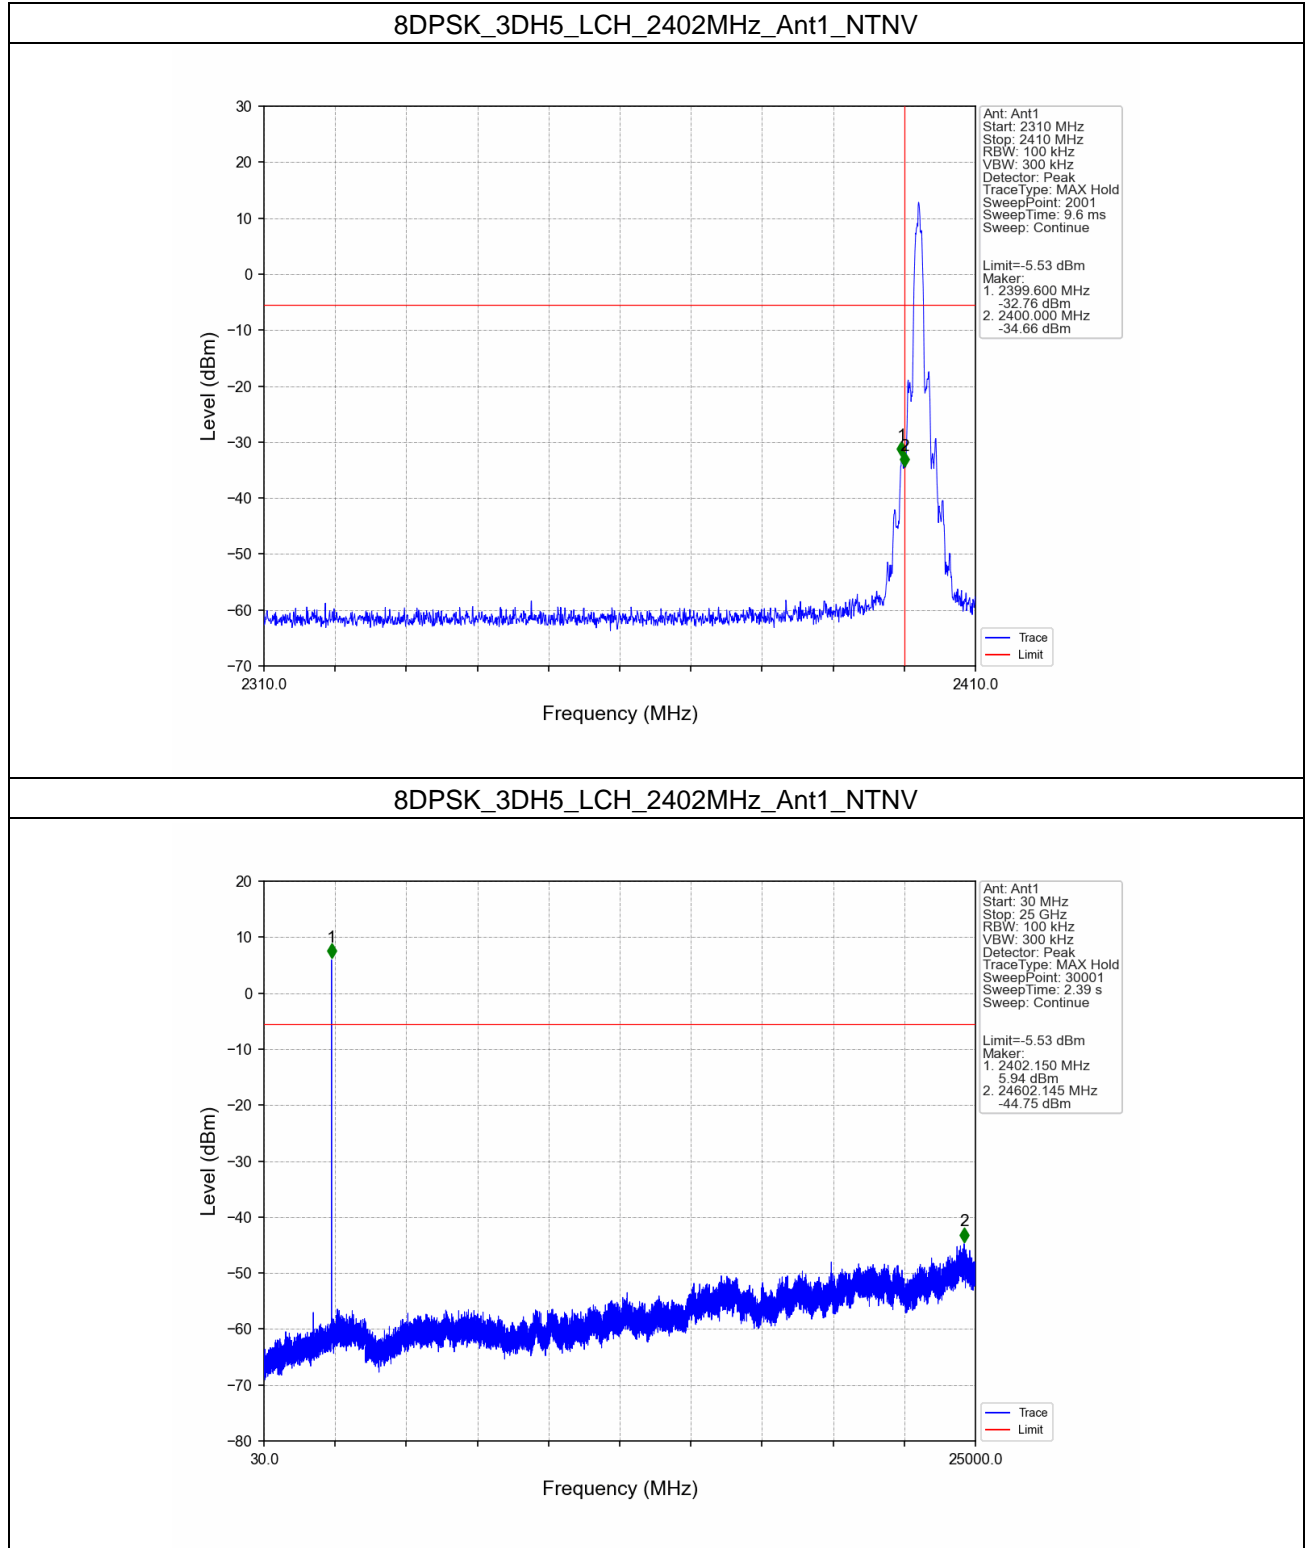 8DPSK_3DH5_LCH_2402MHz_Ant1_NTNV
30
20
10
0
−10
−20
−30
−40
−50
−60
−70
Level (dBm)
2310.0
2410.0
Frequency (MHz)
1
2
Ant: Ant1
Start: 2310 MHz
Stop: 2410 MHz
RBW: 100 kHz
VBW: 300 kHz
Detector: Peak
TraceType: MAX Hold
SweepPoint: 2001
SweepTime: 9.6 ms
Sweep: Continue
Limit=-5.53 dBm
Maker:
1. 2399.600 MHz
-32.76 dBm
2. 2400.000 MHz
-34.66 dBm
Trace
Limit
8DPSK_3DH5_LCH_2402MHz_Ant1_NTNV
20
10
0
−10
−20
−30
−40
−50
−60
−70
−80
Level (dBm)
30.0
25000.0
Frequency (MHz)
1
2
Ant: Ant1
Start: 30 MHz
Stop: 25 GHz
RBW: 100 kHz
VBW: 300 kHz
Detector: Peak
TraceType: MAX Hold
SweepPoint: 30001
SweepTime: 2.39 s
Sweep: Continue
Limit=-5.53 dBm
Maker:
1. 2402.150 MHz
5.94 dBm
2. 24602.145 MHz
-44.75 dBm
Trace
Limit